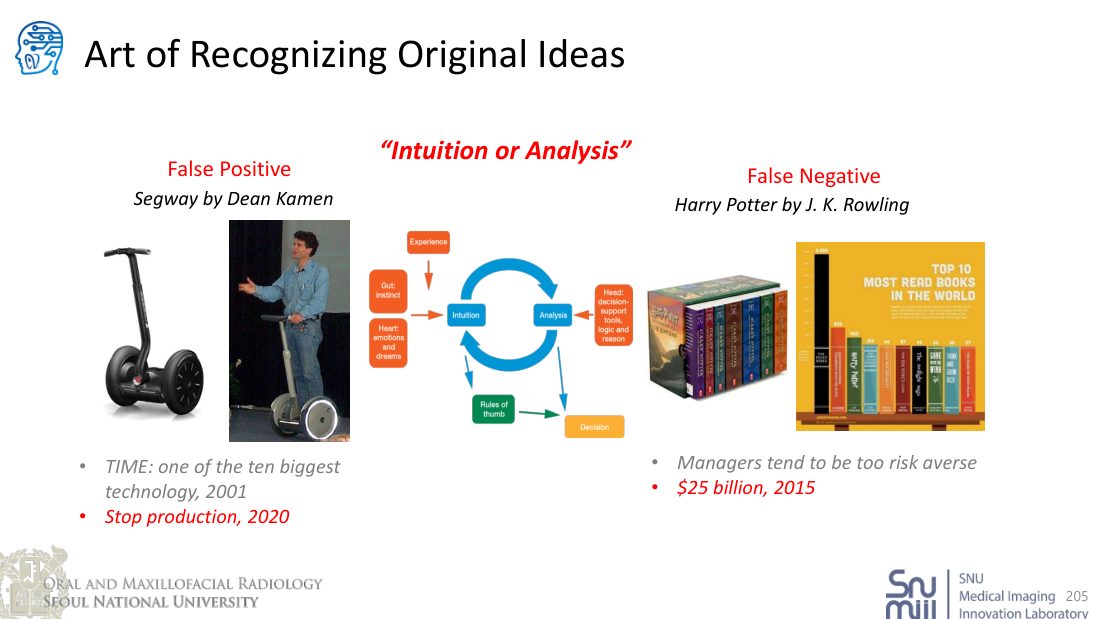 Art of Recognizing Original Ideas
“Intuition or Analysis”
False Positive
Segway by Dean Kamen
False Negative
Harry Potter by J. K. Rowling
Experience
Gut:
instinct
Heart:
emotions
and
dreams
Intuition
Analysis
Head:
decision-
support
tools,
logic and
reason
Rules of
thumb
Decision
TOP 10
MOST READ BOOKS
IN THE WORLD
• TIME: one of the ten biggest
technology, 2001
• Stop production, 2020
• Managers tend to be too risk averse
• $25 billion, 2015
ORAL AND MAXILLOFACIAL RADIOLOGY
SEOUL NATIONAL UNIVERSITY
SNU
Medical Imaging
Innovation Laboratory
205